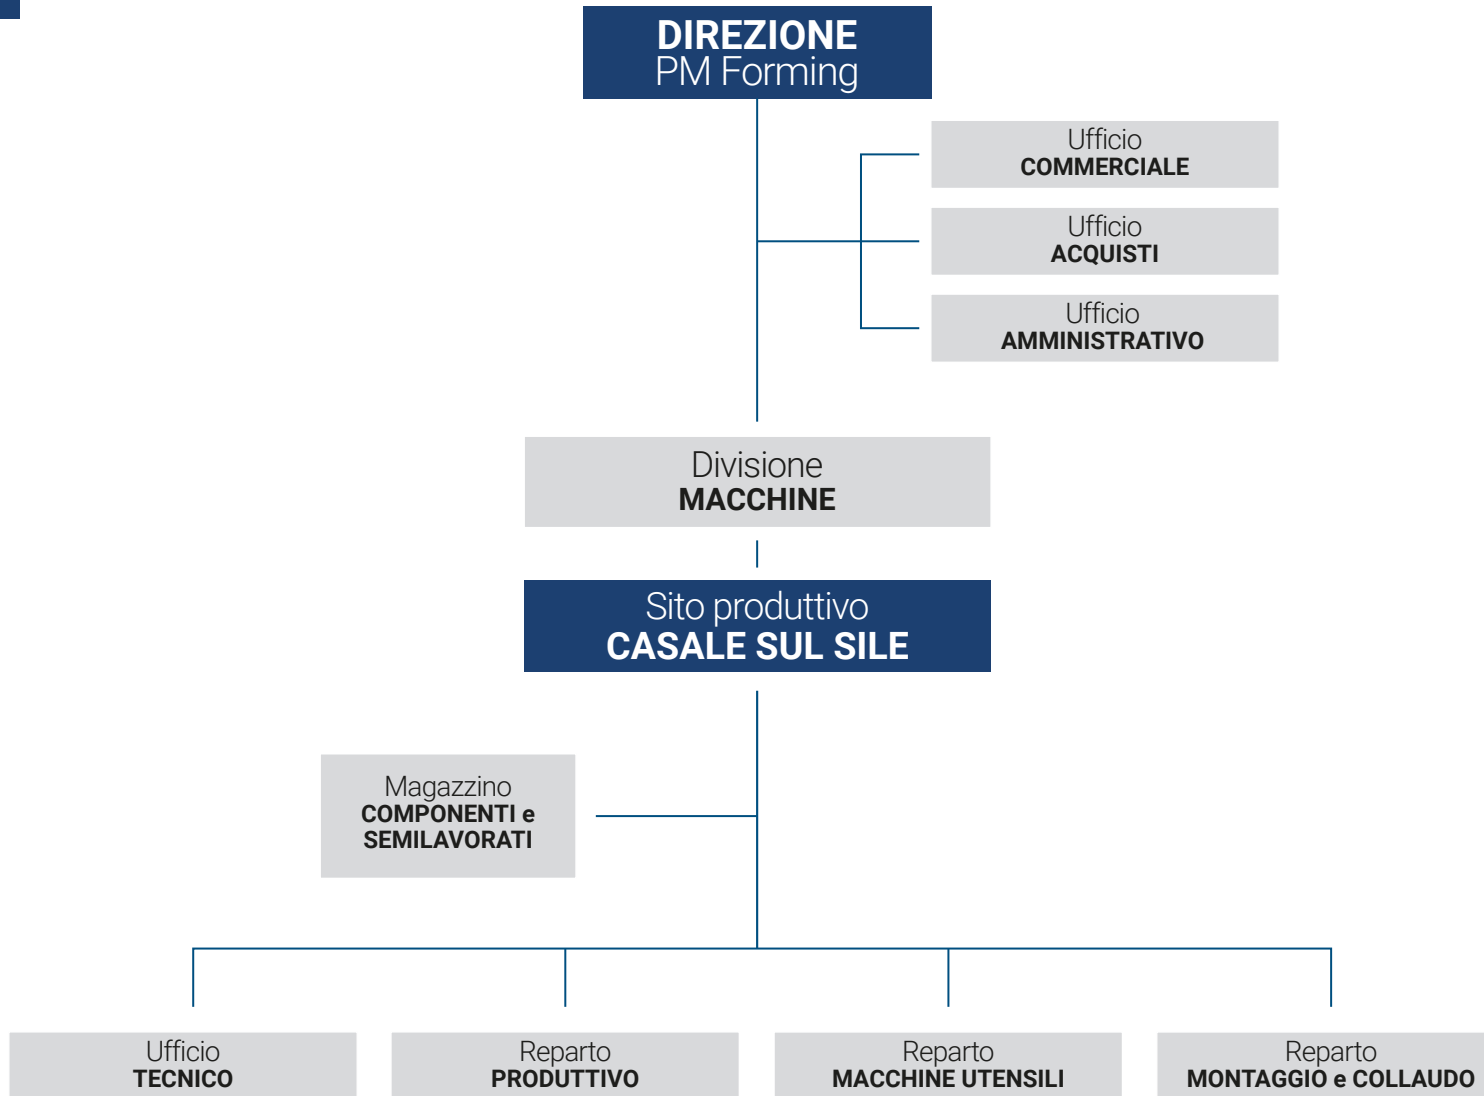 DIREZIONE
PM Forming
Ufficio
COMMERCIALE
Ufficio
ACQUISTI
Ufficio
AMMINISTRATIVO
Divisione
MACCHINE
Sito produttivo
CASALE SUL SILE
Magazzino
COMPONENTI e
SEMILAVORATI
Ufficio
TECNICO
Reparto
PRODUTTIVO
Reparto
MACCHINE UTENSILI
Reparto
MONTAGGIO e COLLAUDO